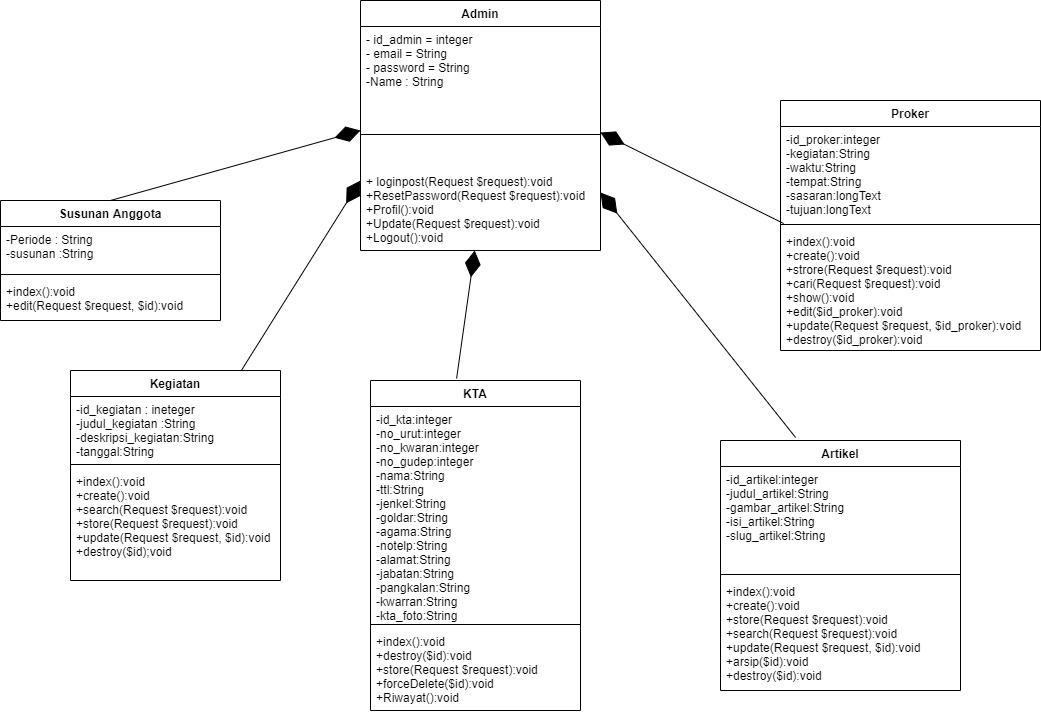 Admin
- id_admin = integer
- email = String
- password = String
-Name : String
+ loginpost(Request $request):void
+ResetPassword(Request $request):void
+Profil():void
+Update(Request $request):void
+Logout():void
Proker
-id_proker:integer
-kegiatan:String
-waktu:String
-tempat:String
-sasaran:longText
-tujuan:longText
+index():void
+create():void
+strore(Request $request):void
+cari(Request $request):void
+show():void
+edit($id_proker):void
+update(Request $request, $id_proker):void
+destroy($id_proker):void
Susunan Anggota
-Periode : String
-susunan :String
+index():void
+edit(Request $request, $id):void
Kegiatan
-id_kegiatan : ineteger
-judul_kegiatan :String
-deskripsi_kegiatan:String
-tanggal:String
+index():void
+create():void
+search(Request $request):void
+store(Request $request):void
+update(Request $request, $id):void
+destroy($id);void
KTA
-id_kta:integer
-no_urut:integer
-no_kwaran:integer
-no_gudep:integer
-nama:String
-ttl:String
-jenkel:String
-goldar:String
-agama:String
-notelp:String
-alamat:String
-jabatan:String
-pangkalan:String
-kwarran:String
-kta_foto:String
+index():void
+destroy($id):void
+store(Request $request):void
+forceDelete($id):void
+Riwayat():void
Artikel
-id_artikel:integer
-judul_artikel:String
-gambar_artikel:String
-isi_artikel:String
-slug_artikel:String
+index():void
+create():void
+store(Request $request):void
+search(Request $request):void
+update(Request $request, $id):void
+arsip($id):void
+destroy($id):void